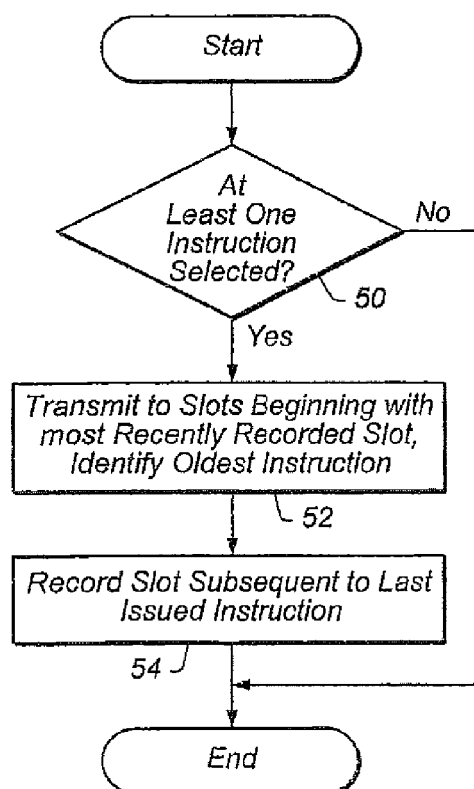 Start
At
Least One
Instruction
Selected?
No
50
Yes
Transmit to Slots Beginning with
most Recently Recorded Slot,
Identify Oldest Instruction
52
Record Slot Subsequent to Last
Issued Instruction
54
End